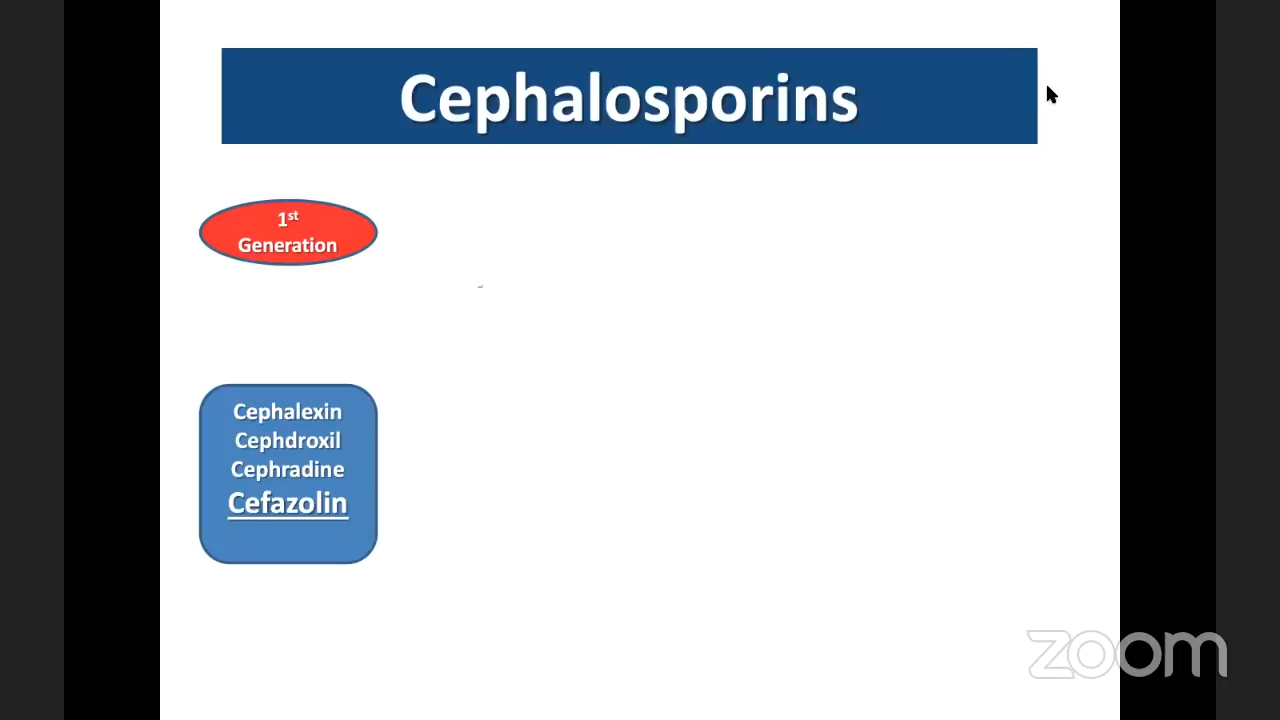 Cephalosporins
1st
Generation
Cephalexin
Cephdroxil
Cephradine
Cefazolin
zoom